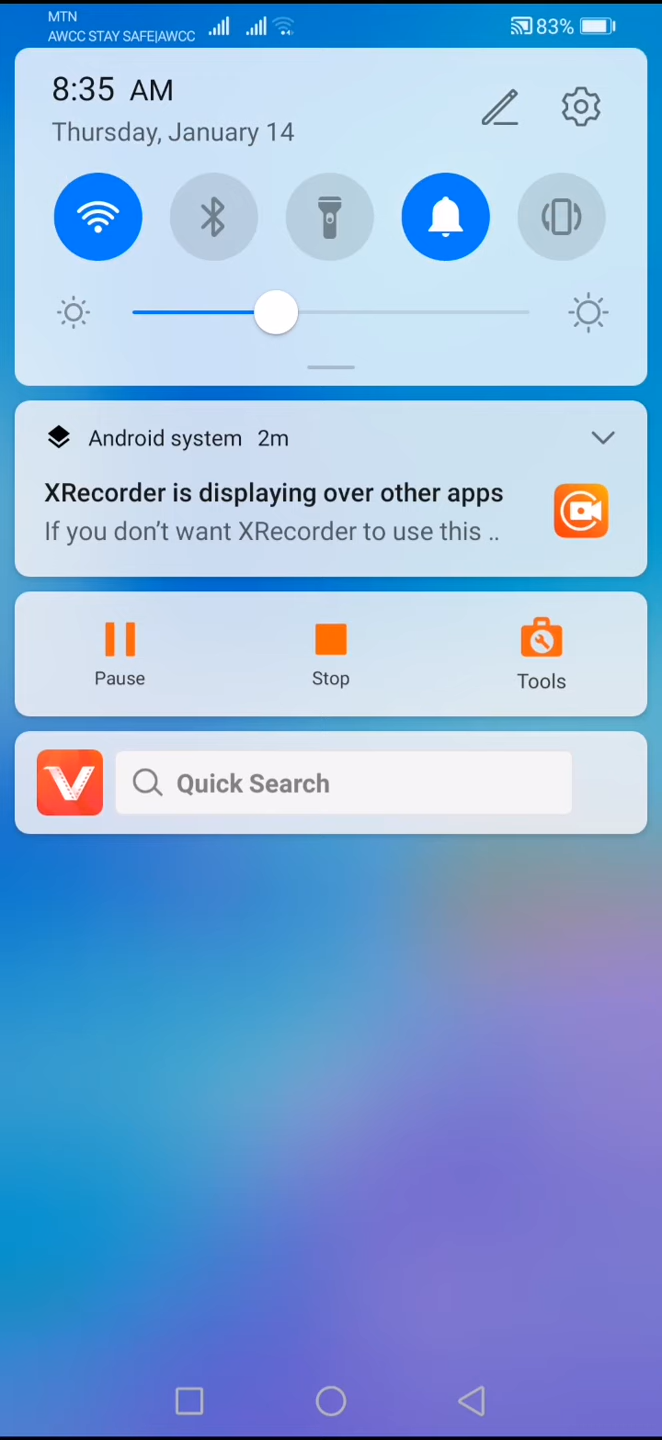 MTN
AWCC STAY SAFE|AWCC
83%
8:35 AM
Thursday, January 14
Android system 2m
XRecorder is displaying over other apps
If you don’t want XRecorder to use this ..
Pause
Stop
Tools
Quick Search